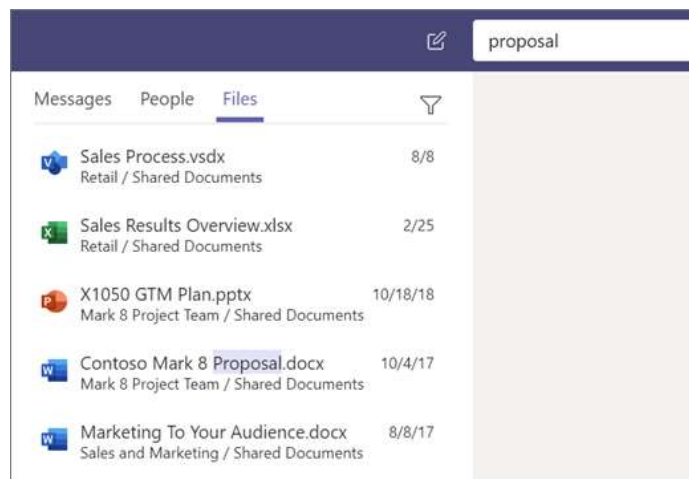 proposal
Messages People Files
Sales Process.vsdx 8/8
Retail / Shared Documents
Sales Results Overview.xlsx 2/25
Retail / Shared Documents
X1050 GTM Plan.pptx 10/18/18
Mark 8 Project Team / Shared Documents
Contoso Mark 8 Proposal.docx 10/4/17
Mark 8 Project Team / Shared Documents
Marketing To Your Audience.docx 8/8/17
Sales and Marketing / Shared Documents